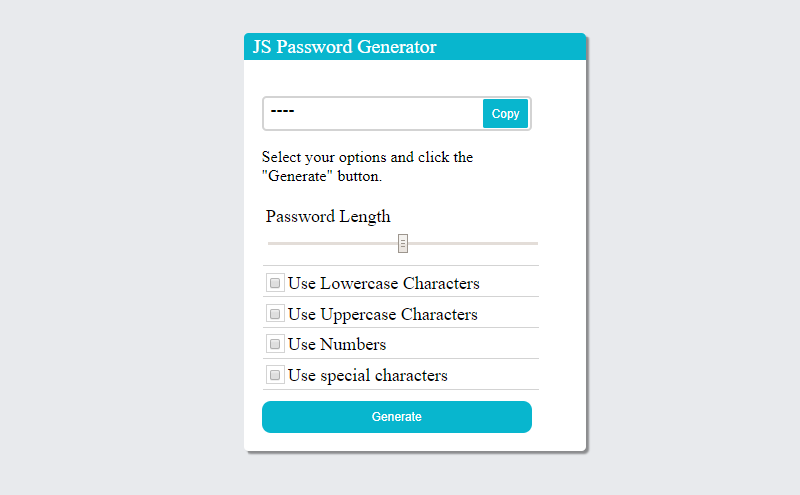 JS Password Generator
----
Copy
Select your options and click the
"Generate" button.
Password Length
Use Lowercase Characters
Use Uppercase Characters
Use Numbers
Use special characters
Generate